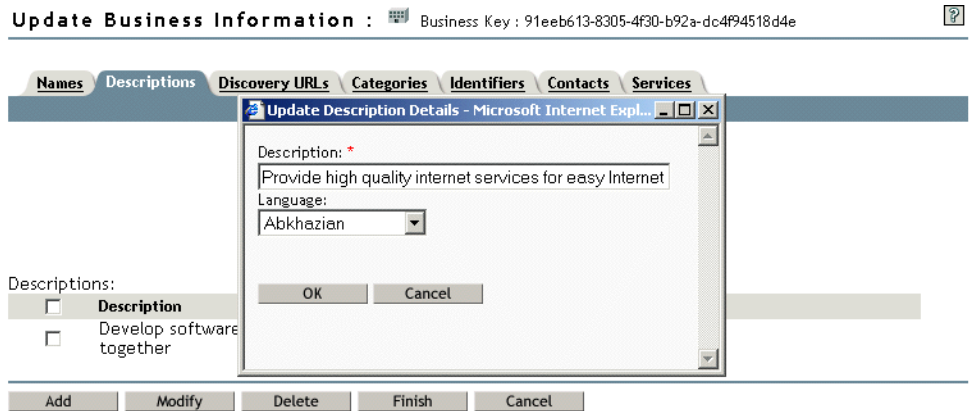 Update Business Information : Business Key : 91eeb613-8305-4f30-b92a-dc4f94518d4e ?
Names Descriptions Discovery URLs Categories Identifiers Contacts Services
Update Description Details - Microsoft Internet Expl...
Description: *
Provide high quality internet services for easy Internet
Language:
Abkhazian
OK Cancel
Descriptions:
Description
Develop software
together
Add Modify Delete Finish Cancel